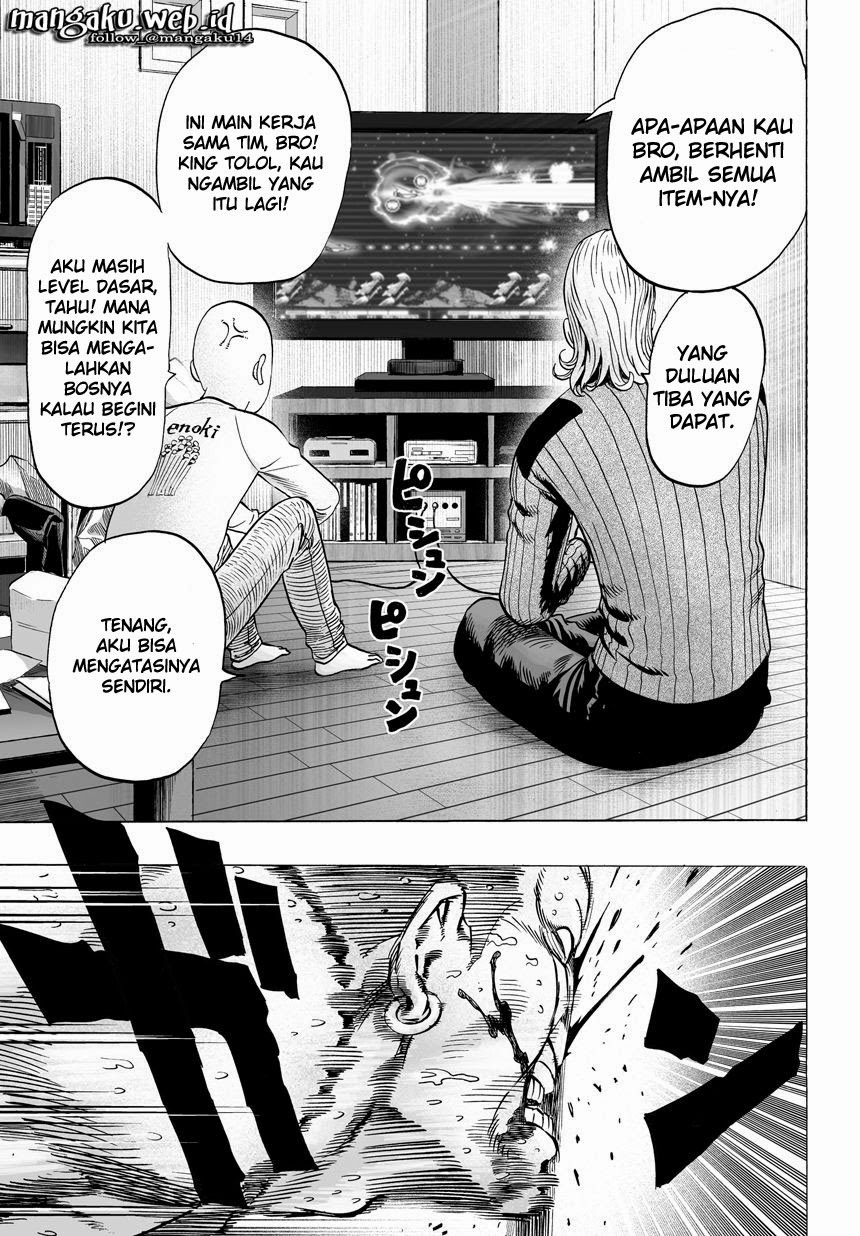 mangaku.web.id
follow @mangaku14
APA-APAAN KAU
BRO, BERHENTI
AMBIL SEMUA
ITEM-NYA!
YANG
DULUAN
TIBA YANG
DAPAT.
INI MAIN KERJA
SAMA TIM, BRO!
KING TOLOL, KAU
NGAMBIL YANG
ITU LAGI!
AKU MASIH
LEVEL DASAR,
TAHU! MANA
MUNGKIN KITA
BISA MENGA-
LAHKAN
BOSNYA
KALAU BEGINI
TERUS!?
enoki
ピシュン
ピシュン
TENANG,
AKU BISA
MENGATASINYA
SENDIRI.